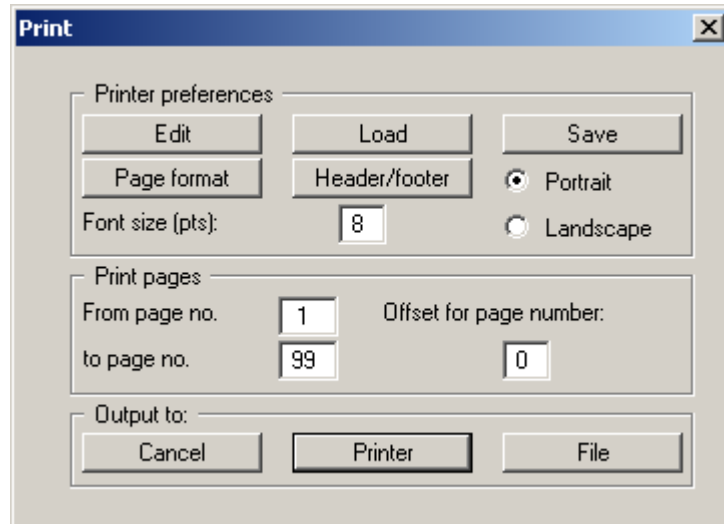 Print
Printer preferences
Edit Load Save
Page format Header/footer Portrait
Font size (pts): 8 Landscape
Print pages
From page no. 1 Offset for page number:
to page no. 99 0
Output to:
Cancel Printer File